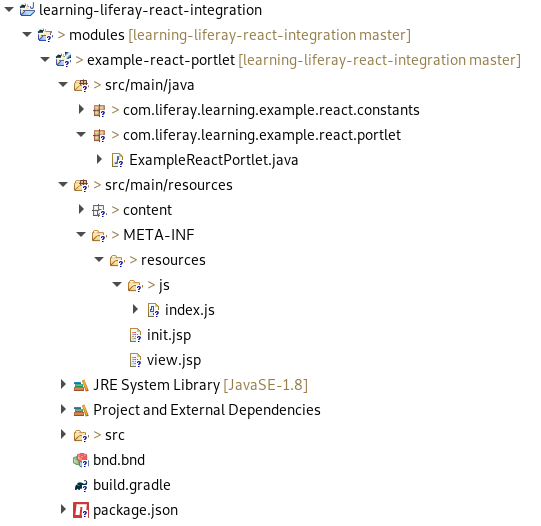 learning-liferay-react-integration
> modules [learning-liferay-react-integration master]
> example-react-portlet [learning-liferay-react-integration master]
> src/main/java
> com.liferay.learning.example.react.constants
> com.liferay.learning.example.react.portlet
ExampleReactPortlet.java
> src/main/resources
> content
> META-INF
> resources
> js
> index.js
init.jsp
view.jsp
JRE System Library [JavaSE-1.8]
Project and External Dependencies
> src
bnd.bnd
build.gradle
package.json